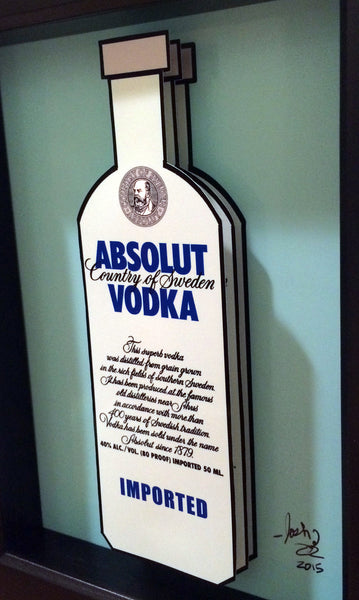 ABSOLUT
Country of Sweden
VODKA
This superb vodka
was distilled from grain grown
in the rich fields of southern Sweden.
It has been produced at the famous
old distilleries near Åhus
in accordance with more than
400 years of Swedish tradition.
Vodka has been sold under the name
Absolut since 1879.
40% ALC./VOL. (80 PROOF) IMPORTED 50 ML.
IMPORTED
2015